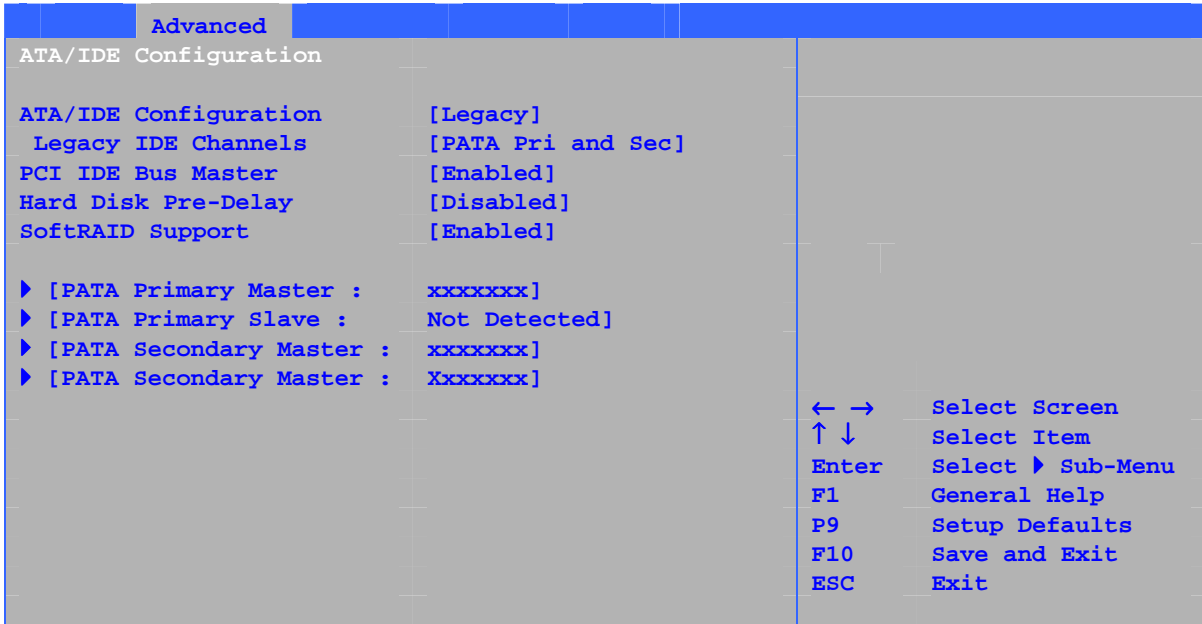 Advanced
ATA/IDE Configuration
ATA/IDE Configuration [Legacy]
Legacy IDE Channels [PATA Pri and Sec]
PCI IDE Bus Master [Enabled]
Hard Disk Pre-Delay [Disabled]
SoftRAID Support [Enabled]
[PATA Primary Master : xxxxxxx]
[PATA Primary Slave : Not Detected]
[PATA Secondary Master : xxxxxxx]
[PATA Secondary Master : Xxxxxxx]
← → Select Screen
↑ ↓ Select Item
Enter Select Sub-Menu
F1 General Help
P9 Setup Defaults
F10 Save and Exit
ESC Exit